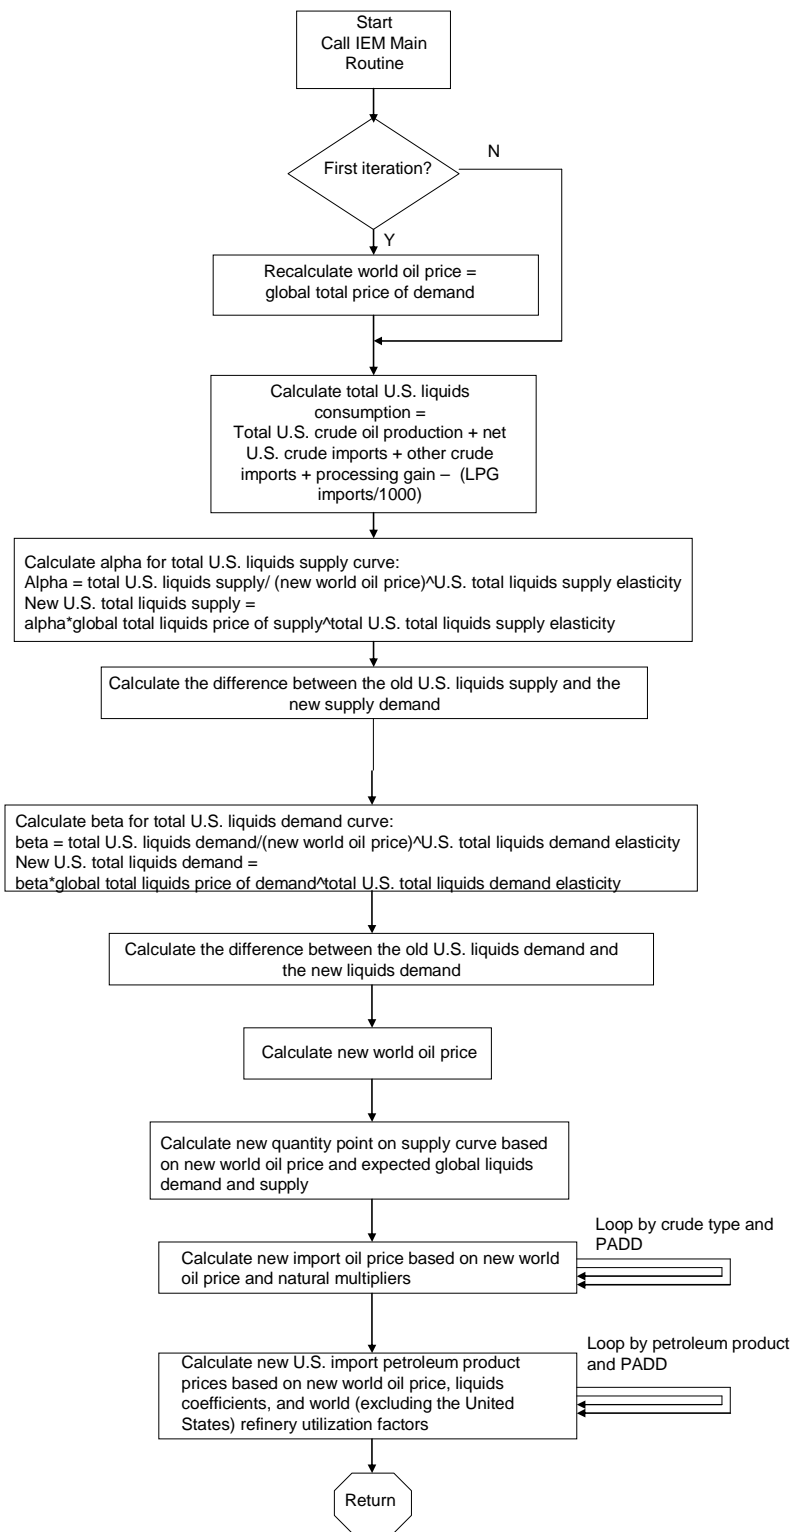 Start
Call IEM Main
Routine
First iteration?
N
Y
Recalculate world oil price =
global total price of demand
Calculate total U.S. liquids
consumption =
Total U.S. crude oil production + net
U.S. crude imports + other crude
imports + processing gain – (LPG
imports/1000)
Calculate alpha for total U.S. liquids supply curve:
Alpha = total U.S. liquids supply/ (new world oil price)^U.S. total liquids supply elasticity
New U.S. total liquids supply =
alpha*global total liquids price of supply^total U.S. total liquids supply elasticity
Calculate the difference between the old U.S. liquids supply and the
new supply demand
Calculate beta for total U.S. liquids demand curve:
beta = total U.S. liquids demand/(new world oil price)^U.S. total liquids demand elasticity
New U.S. total liquids demand =
beta*global total liquids price of demand^total U.S. total liquids demand elasticity
Calculate the difference between the old U.S. liquids demand and
the new liquids demand
Calculate new world oil price
Calculate new quantity point on supply curve based
on new world oil price and expected global liquids
demand and supply
Loop by crude type and
PADD
Calculate new import oil price based on new world
oil price and natural multipliers
Loop by petroleum product
and PADD
Calculate new U.S. import petroleum product
prices based on new world oil price, liquids
coefficients, and world (excluding the United
States) refinery utilization factors
Return